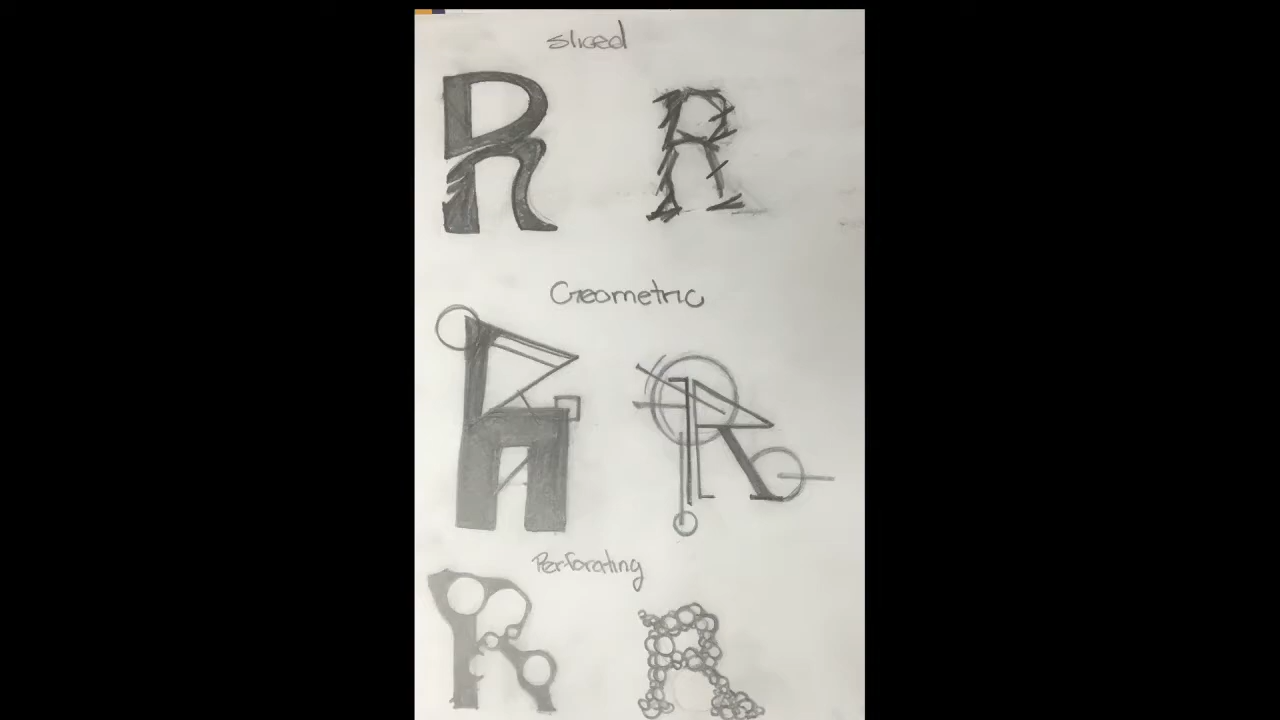 Sliced
R R
Geometric
R R
Perforating
R R